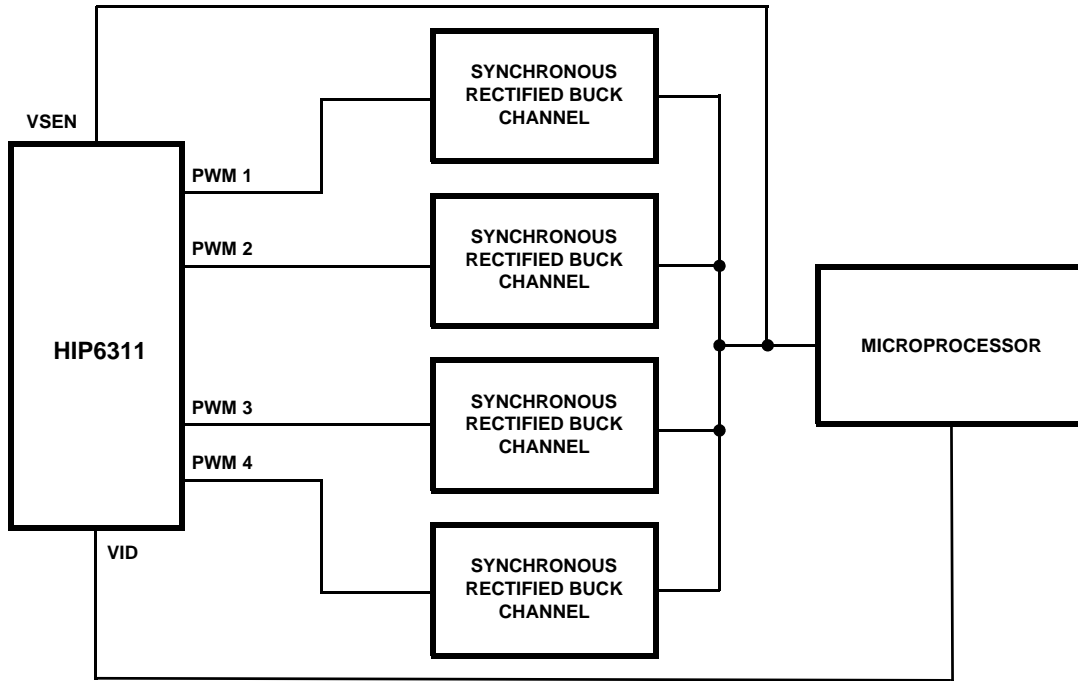 SYNCHRONOUS
RECTIFIED BUCK
CHANNEL
VSEN
PWM 1
SYNCHRONOUS
RECTIFIED BUCK
CHANNEL
PWM 2
HIP6311
MICROPROCESSOR
SYNCHRONOUS
RECTIFIED BUCK
CHANNEL
PWM 3
PWM 4
SYNCHRONOUS
RECTIFIED BUCK
CHANNEL
VID